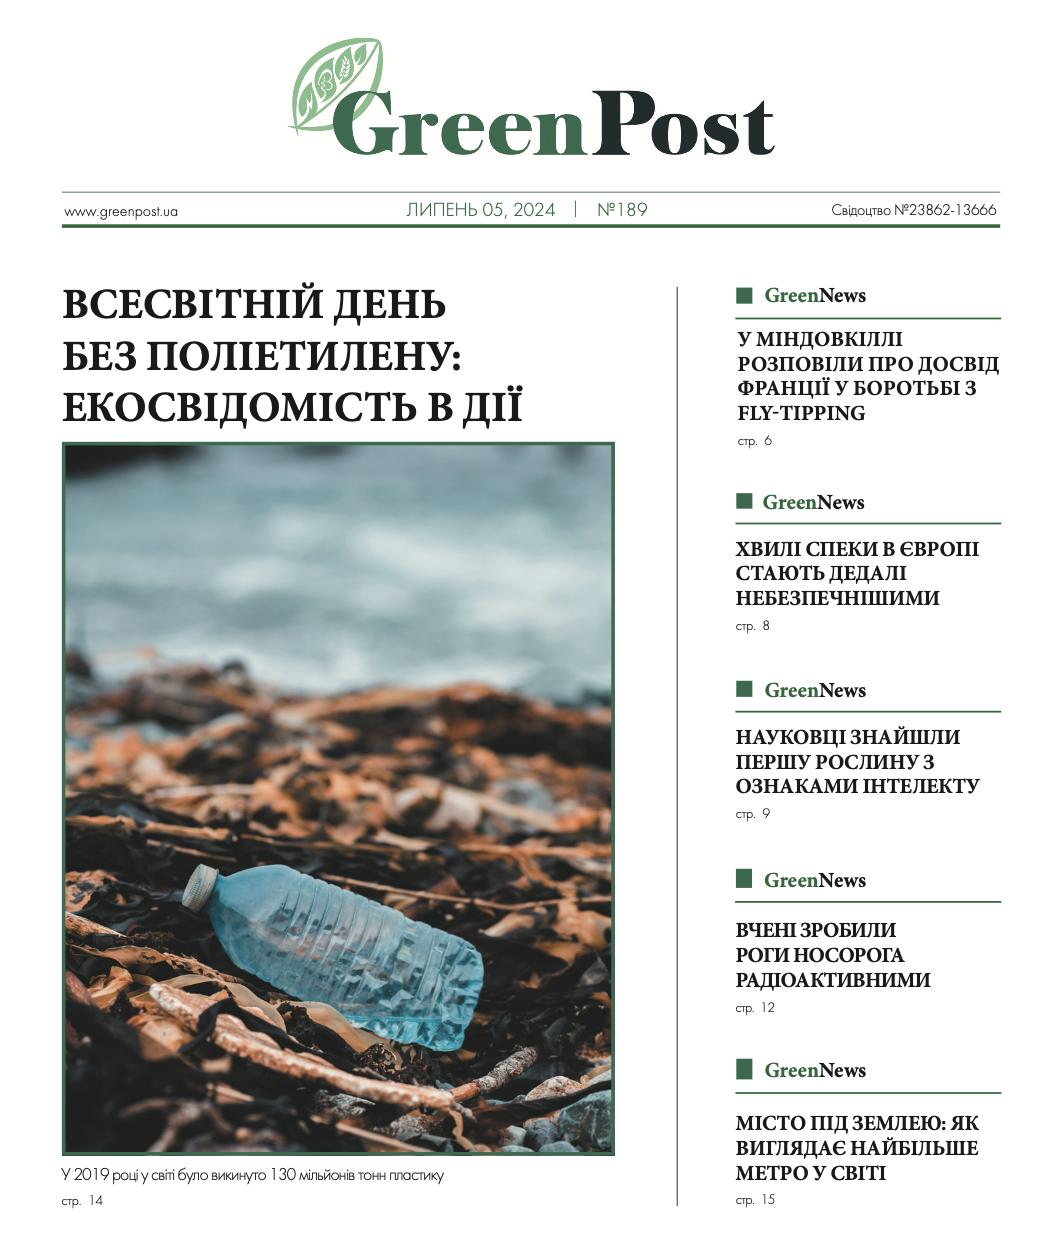 GreenPost
www.greenpost.ua
ЛИПЕНЬ 05, 2024 | №189
Свідоцтво №23862-13666
ВСЕСВІТНІЙ ДЕНЬ
БЕЗ ПОЛІЕТИЛЕНУ:
ЕКОСВІДОМІСТЬ В ДІЇ
У 2019 році у світі було викинуто 130 мільйонів тонн пластику
стр. 14
GreenNews
У МІНДОВКІЛЛІ
РОЗПОВІЛИ ПРО ДОСВІД
ФРАНЦІЇ У БОРОТЬБІ З
FLY-TIPPING
стр. 6
GreenNews
ХВИЛІ СПЕКИ В ЄВРОПІ
СТАЮТЬ ДЕДАЛІ
НЕБЕЗПЕЧНІШИМИ
стр. 8
GreenNews
НАУКОВЦІ ЗНАЙШЛИ
ПЕРШУ РОСЛИНУ З
ОЗНАКАМИ ІНТЕЛЕКТУ
стр. 9
GreenNews
ВЧЕНІ ЗРОБИЛИ
РОГИ НОСОРОГА
РАДІОАКТИВНИМИ
стр. 12
GreenNews
МІСТО ПІД ЗЕМЛЕЮ: ЯК
ВИГЛЯДАЄ НАЙБІЛЬШЕ
МЕТРО У СВІТІ
стр. 15